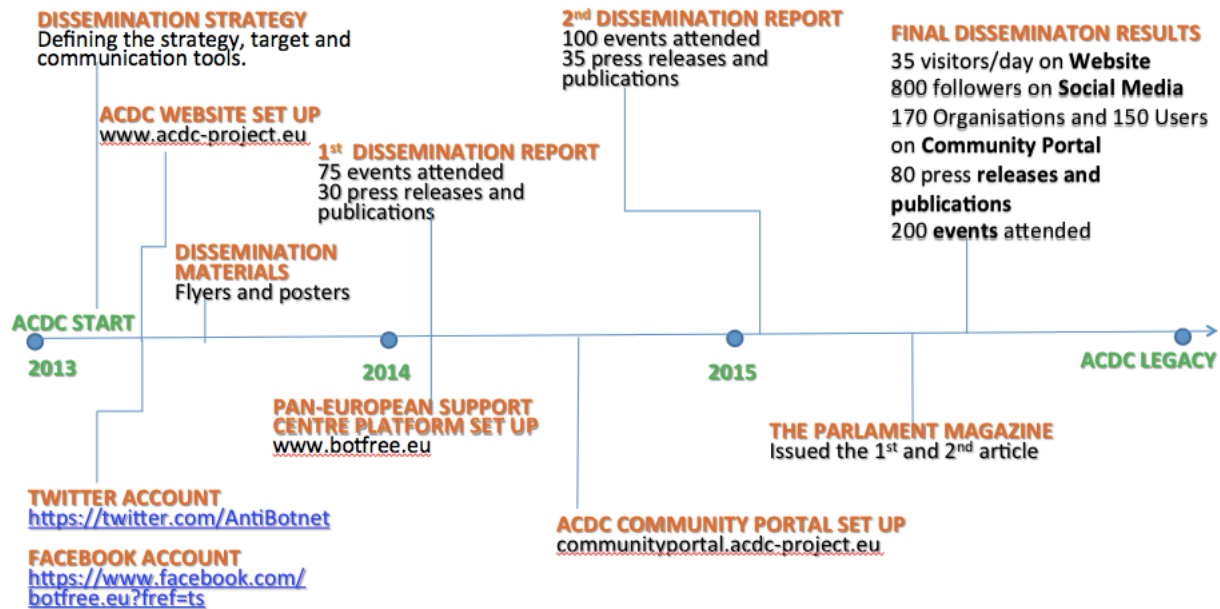 DISSEMINATION STRATEGY
Defining the strategy, target and
communication tools.
ACDC WEBSITE SET UP
www.acdc-project.eu
1st DISSEMINATION REPORT
75 events attended
30 press releases and
publications
DISSEMINATION
MATERIALS
Flyers and posters
2nd DISSEMINATION REPORT
100 events attended
35 press releases and
publications
FINAL DISSEMINATON RESULTS
35 visitors/day on Website
800 followers on Social Media
170 Organisations and 150 Users
on Community Portal
80 press releases and
publications
200 events attended
ACDC START
2013
2014
2015
ACDC LEGACY
PAN-EUROPEAN SUPPORT
CENTRE PLATFORM SET UP
www.botfree.eu
THE PARLAMENT MAGAZINE
Issued the 1st and 2nd article
TWITTER ACCOUNT
https://twitter.com/AntiBotnet
FACEBOOK ACCOUNT
https://www.facebook.com/
botfree.eu?fref=ts
ACDC COMMUNITY PORTAL SET UP
communityportal.acdc-project.eu